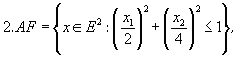 2. AF = { x ∈ E² : (x₁/2)² + (x₂/4)² ≤ 1 },